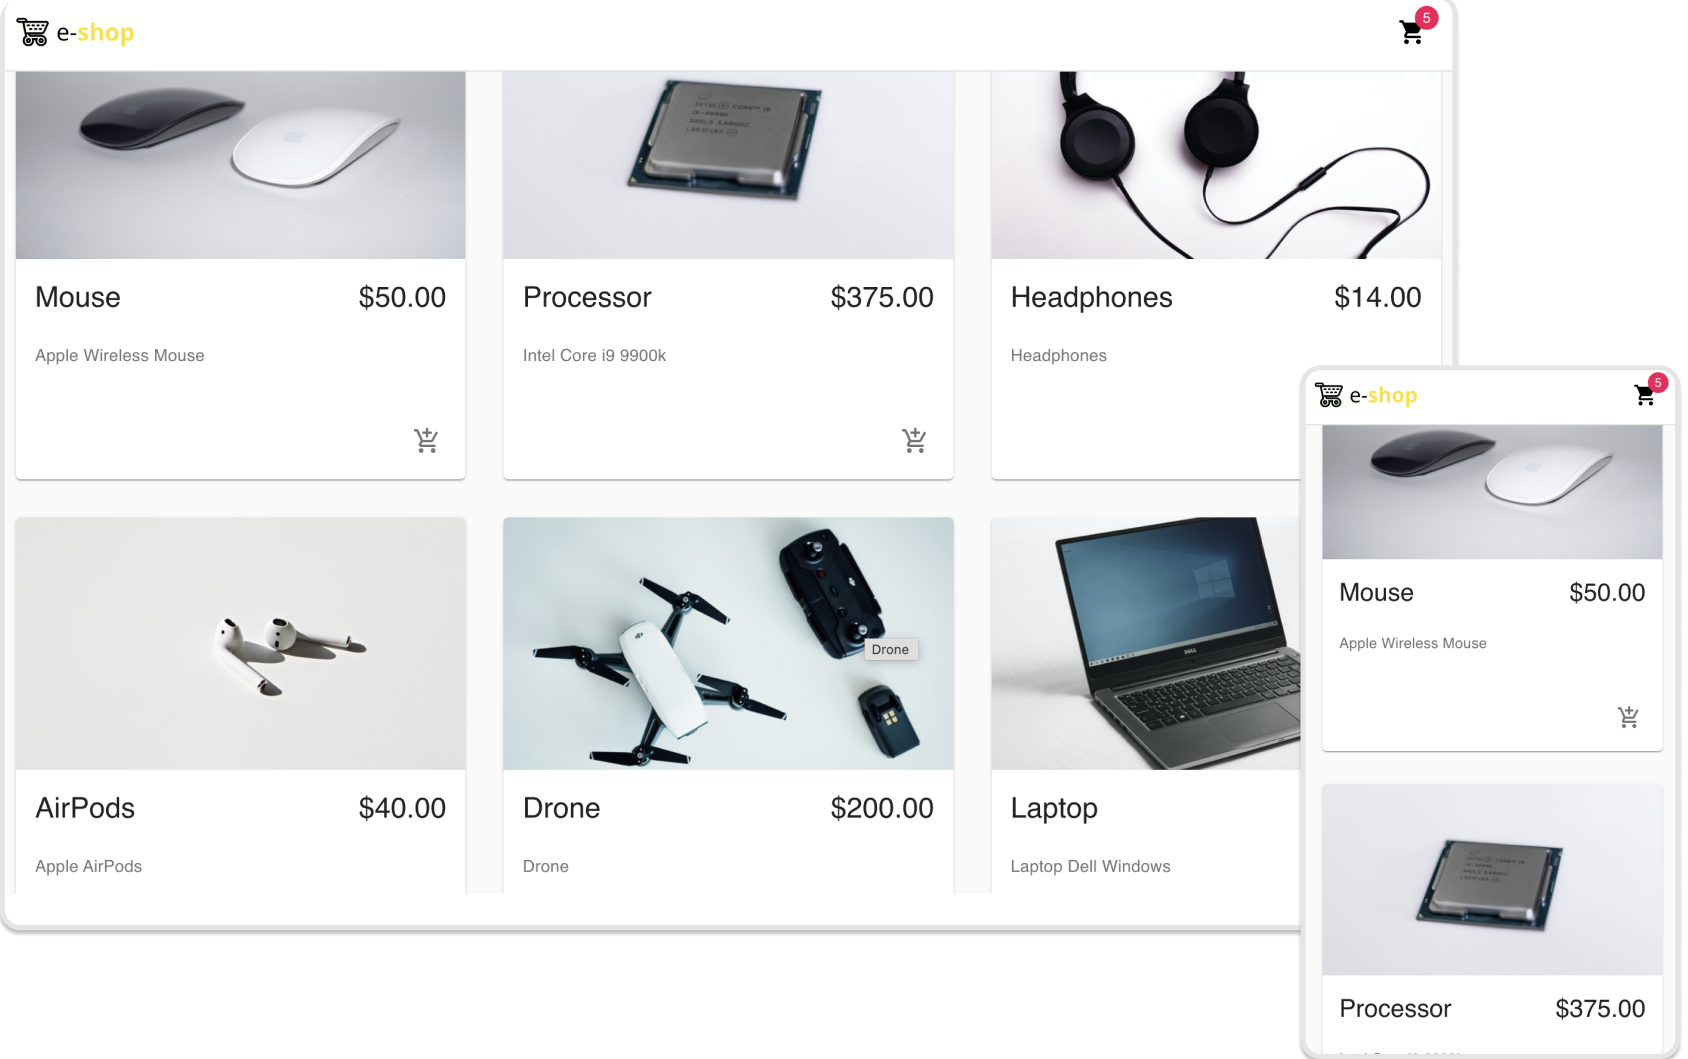 e-shop
5
Mouse $50.00
Apple Wireless Mouse
Processor $375.00
Intel Core i9 9900k
Headphones $14.00
Headphones
AirPods $40.00
Apple AirPods
Drone
Drone $200.00
Drone
DELL
Laptop
Laptop Dell Windows
e-shop
5
Mouse $50.00
Apple Wireless Mouse
Processor $375.00